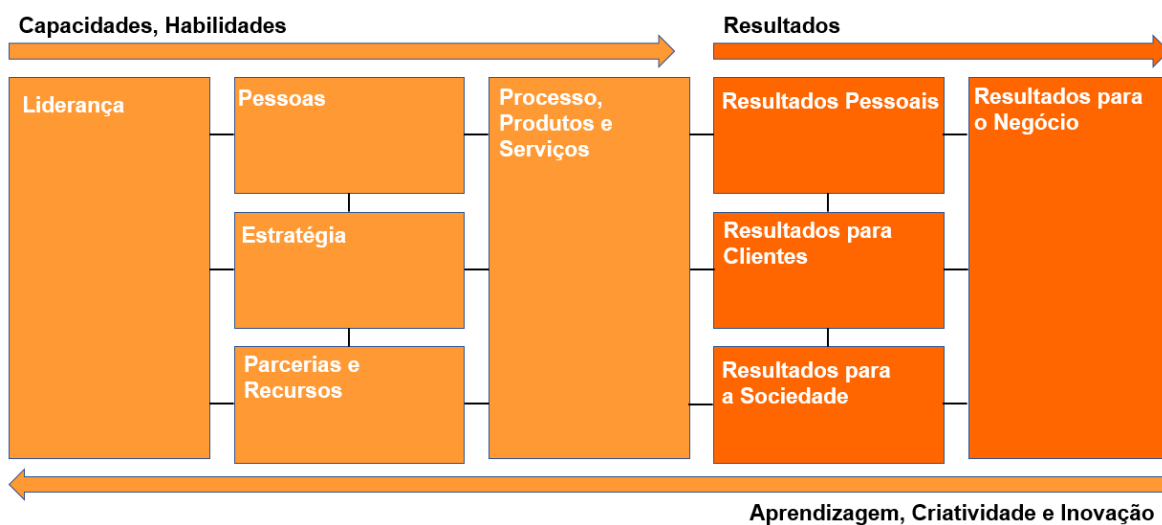 Capacidades, Habilidades
Resultados
Liderança
Pessoas
Processo,
Produtos e
Serviços
Resultados Pessoais
Resultados para
o Negócio
Estratégia
Resultados para
Clientes
Parcerias e
Recursos
Resultados para
a Sociedade
Aprendizagem, Criatividade e Inovação